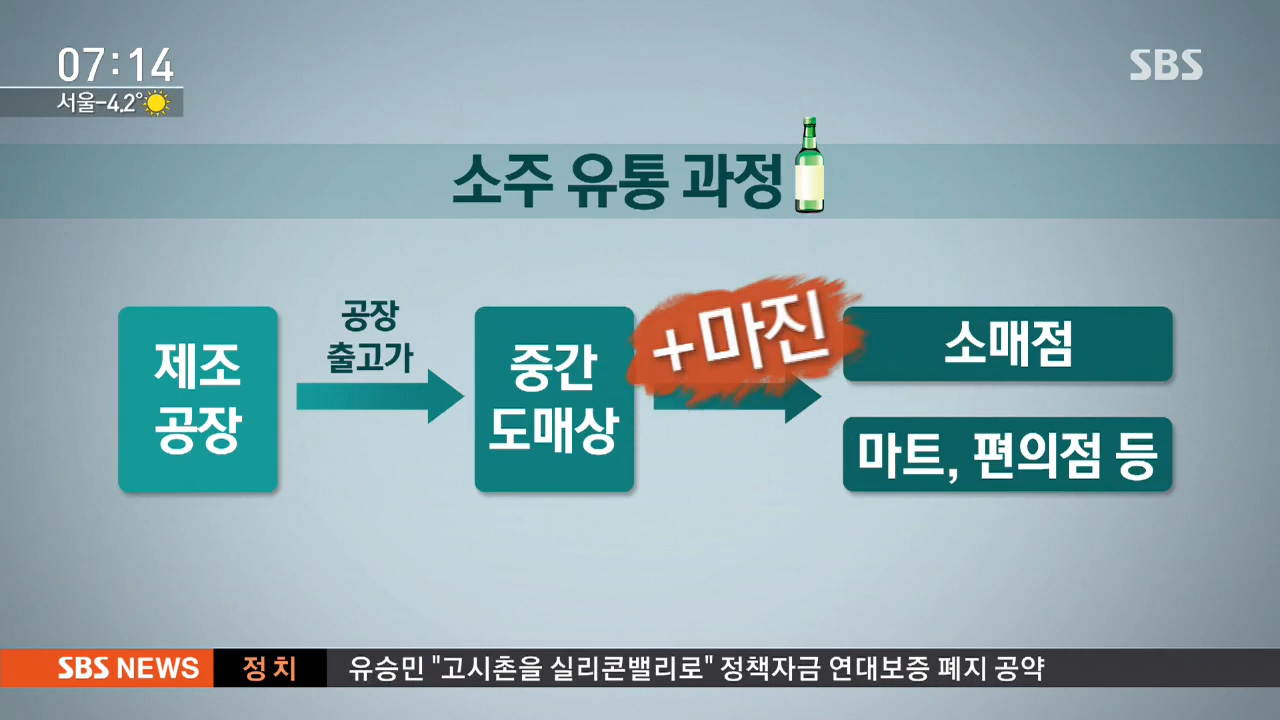 07:14
SBS
서울-4.2°
소주 유통 과정
제조
공장
공장
출고가
중간
도매상
+마진
소매점
마트, 편의점 등
SBS NEWS
정치
유승민 "고시촌을 실리콘밸리로" 정책자금 연대보증 폐지 공약